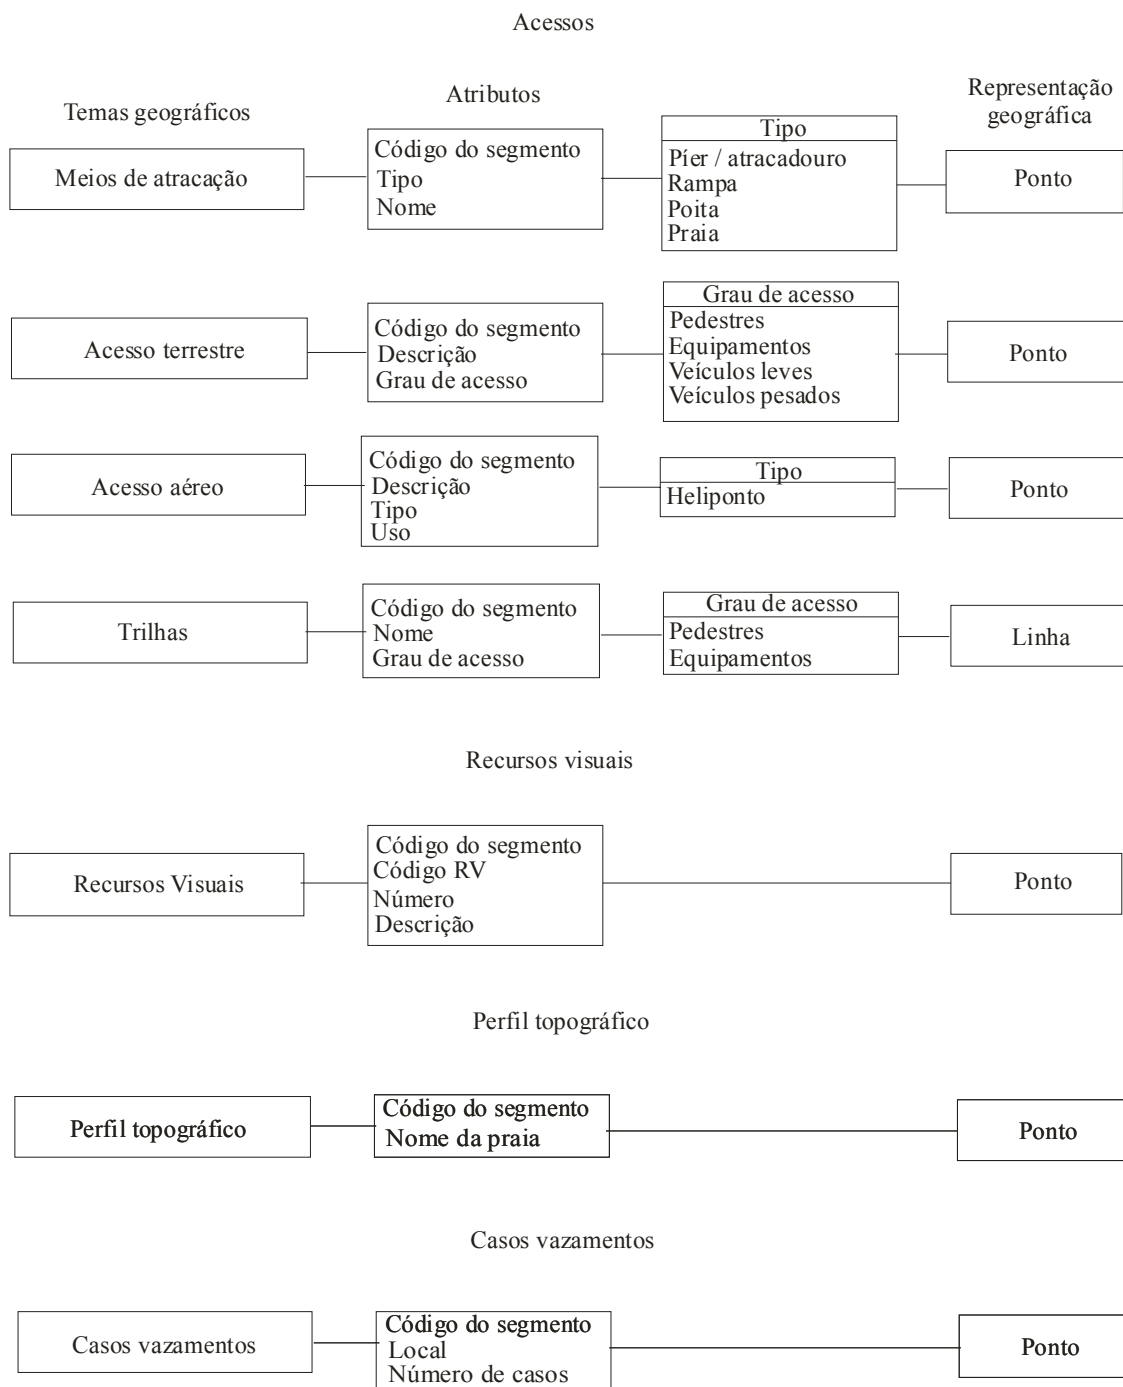 Acessos
Temas geográficos
Atributos
Representação
geográfica
Meios de atracação
Código do segmento
Tipo
Nome
Tipo
Píer / atracadouro
Rampa
Poita
Praia
Ponto
Acesso terrestre
Código do segmento
Descrição
Grau de acesso
Grau de acesso
Pedestres
Equipamentos
Veículos leves
Veículos pesados
Ponto
Acesso aéreo
Código do segmento
Descrição
Tipo
Uso
Tipo
Heliponto
Ponto
Trilhas
Código do segmento
Nome
Grau de acesso
Grau de acesso
Pedestres
Equipamentos
Linha
Recursos visuais
Recursos Visuais
Código do segmento
Código RV
Número
Descrição
Ponto
Perfil topográfico
Perfil topográfico
Código do segmento
Nome da praia
Ponto
Casos vazamentos
Casos vazamentos
Código do segmento
Local
Número de casos
Ponto